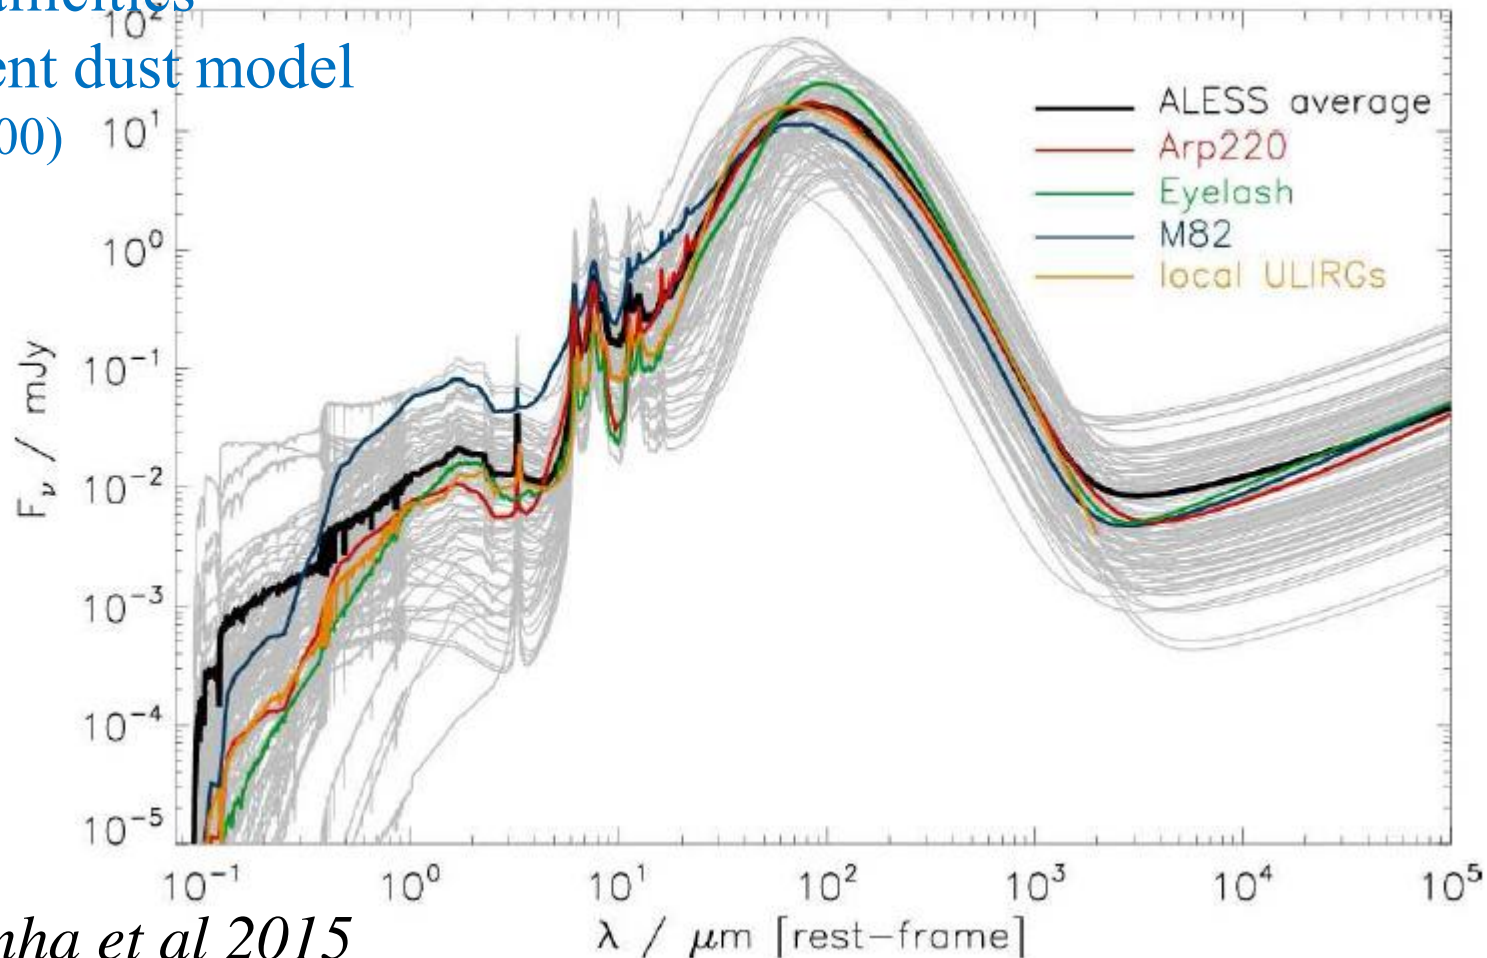 ent dust model
00)
10²
10¹
10⁰
10⁻¹
10⁻²
10⁻³
10⁻⁴
10⁻⁵
F_ν / mJy
ALESS average
Arp220
Eyelash
M82
local ULIRGs
10⁻¹ 10⁰ 10¹ 10² 10³ 10⁴ 10⁵
λ / μm [rest-frame]
nha et al 2015